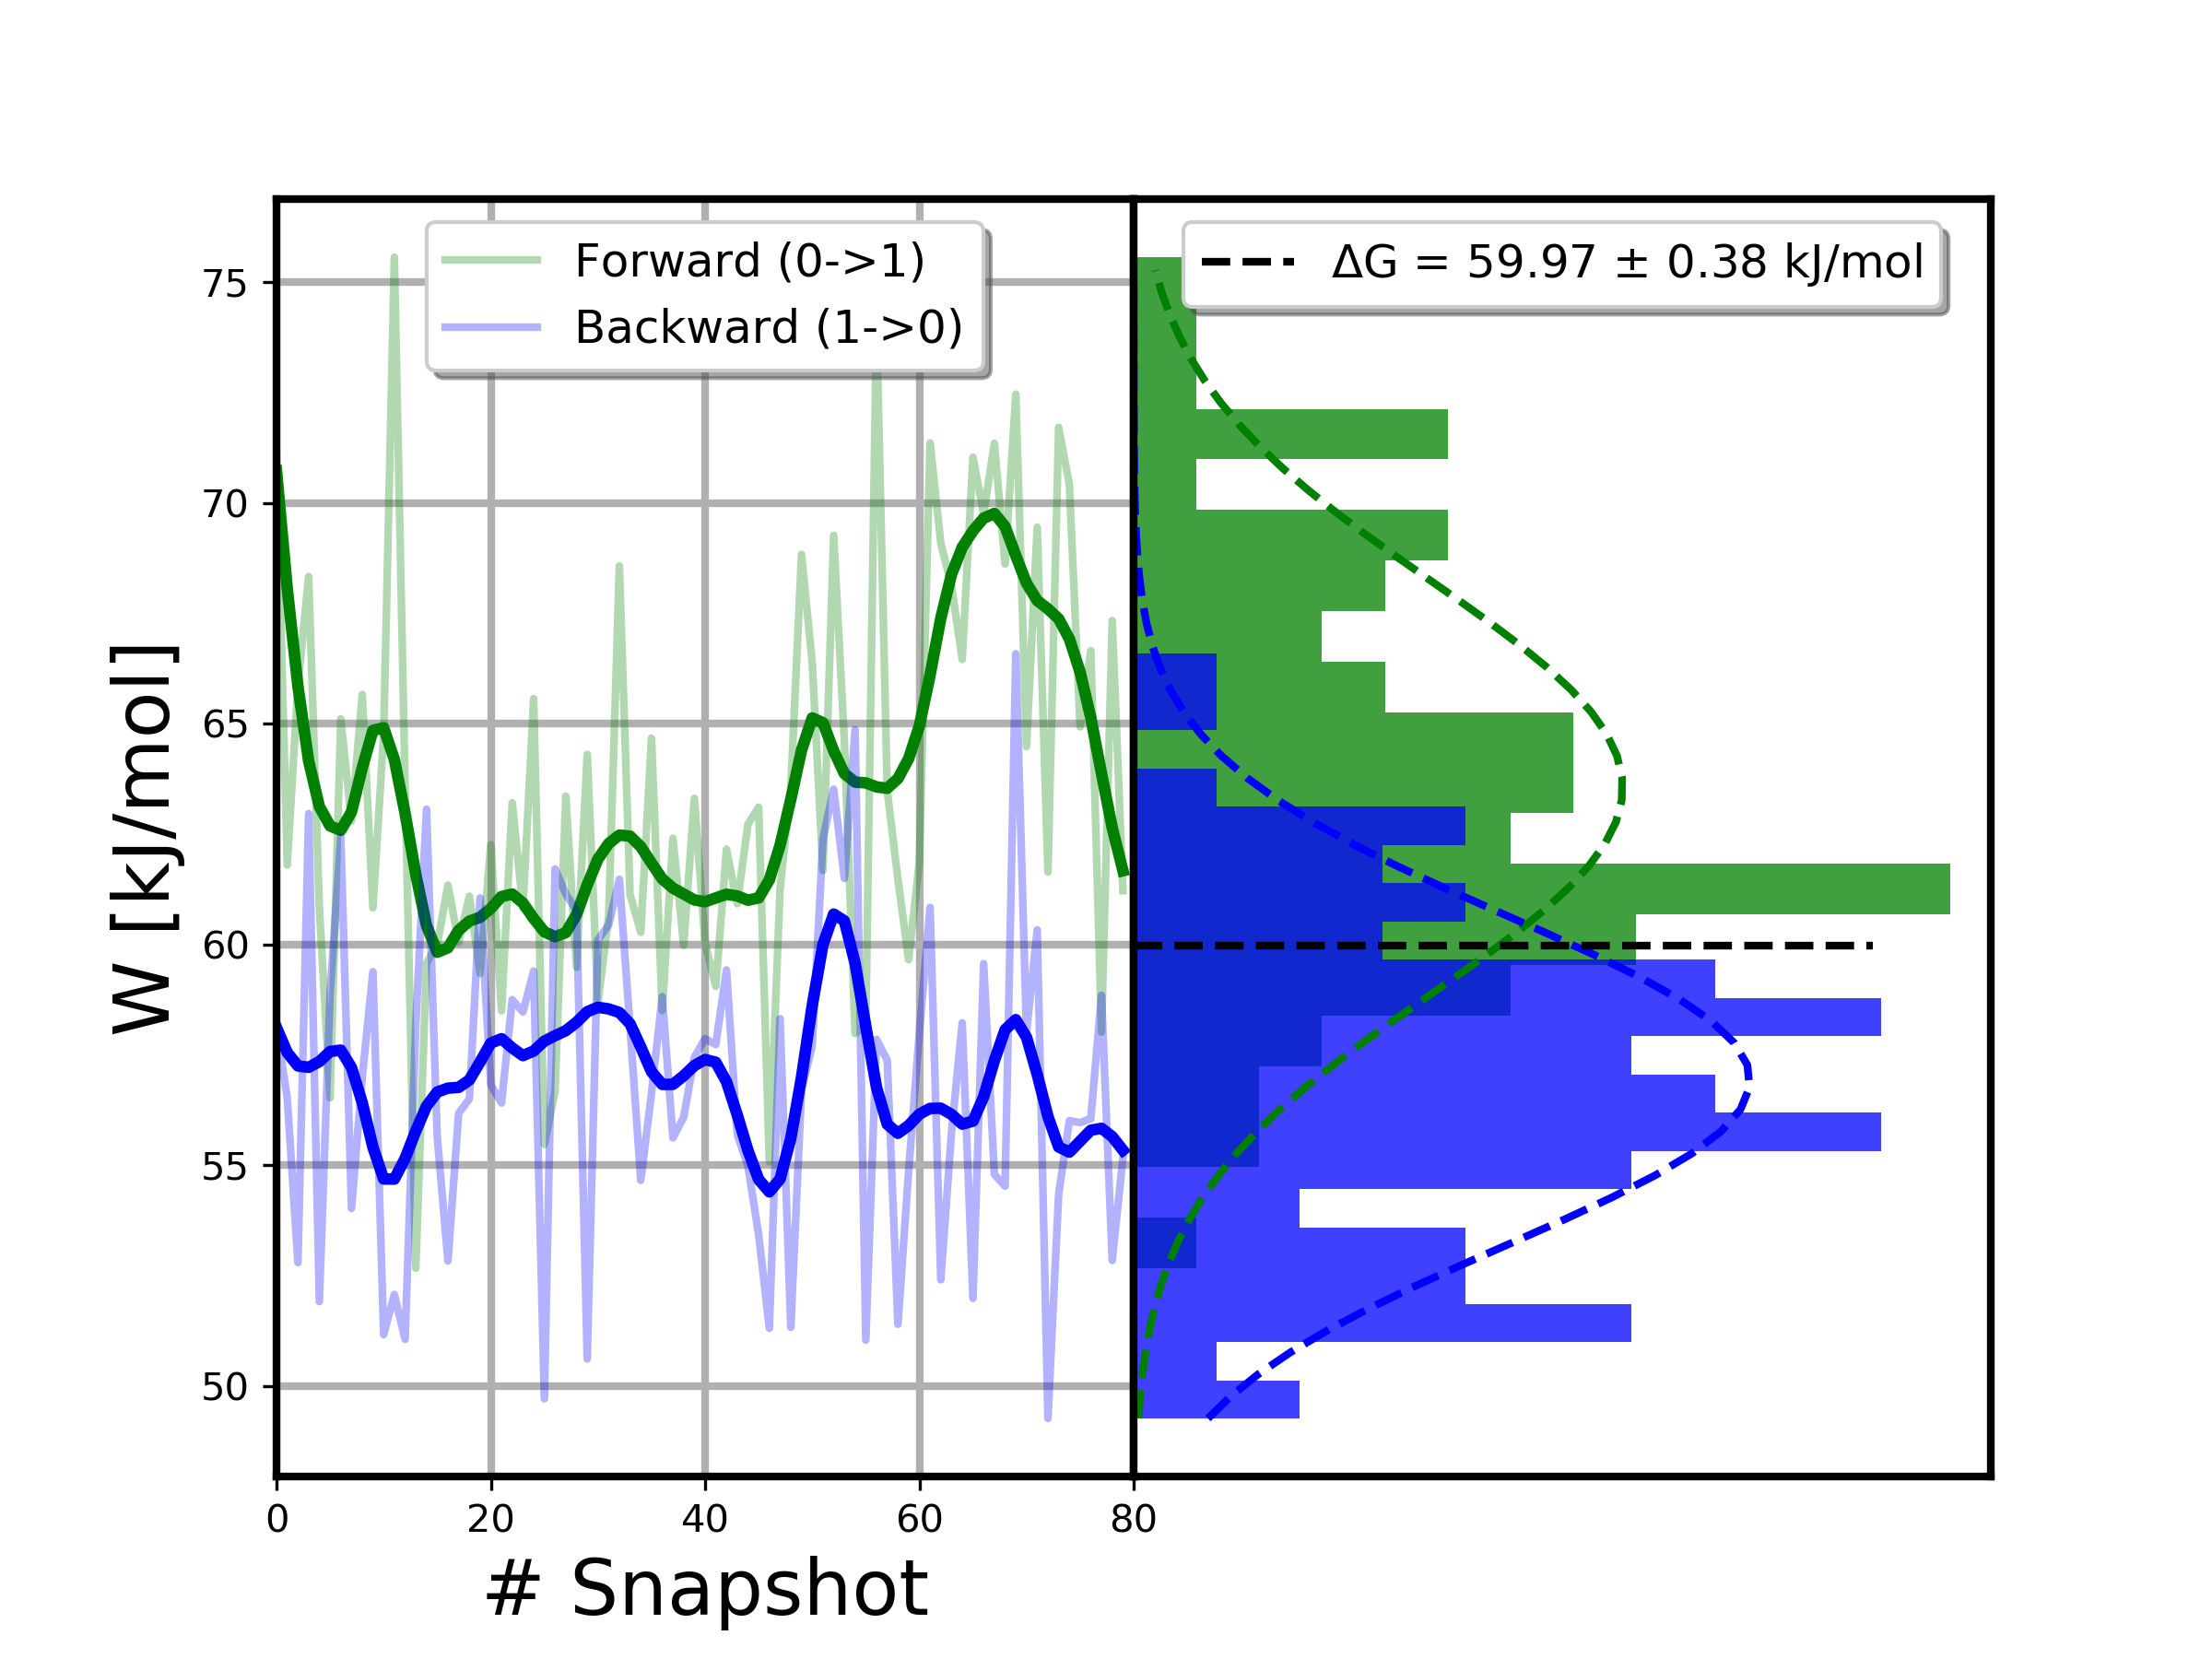 Forward (0->1)
Backward (1->0)
ΔG = 59.97 ± 0.38 kJ/mol
W [kJ/mol]
75
70
65
60
55
50
0 20 40 60 80
# Snapshot